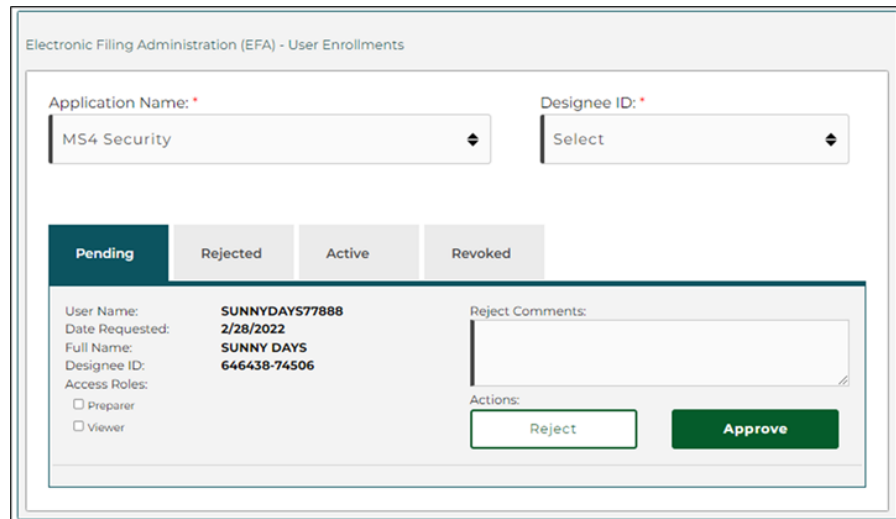 Electronic Filing Administration (EFA) - User Enrollments
Application Name: *
Designee ID: *
MS4 Security
Select
Pending
Rejected
Active
Revoked
User Name: SUNNYDAYS77888
Date Requested: 2/28/2022
Full Name: SUNNY DAYS
Designee ID: 646438-74506
Access Roles:
Preparer
Viewer
Reject Comments:
Actions:
Reject
Approve